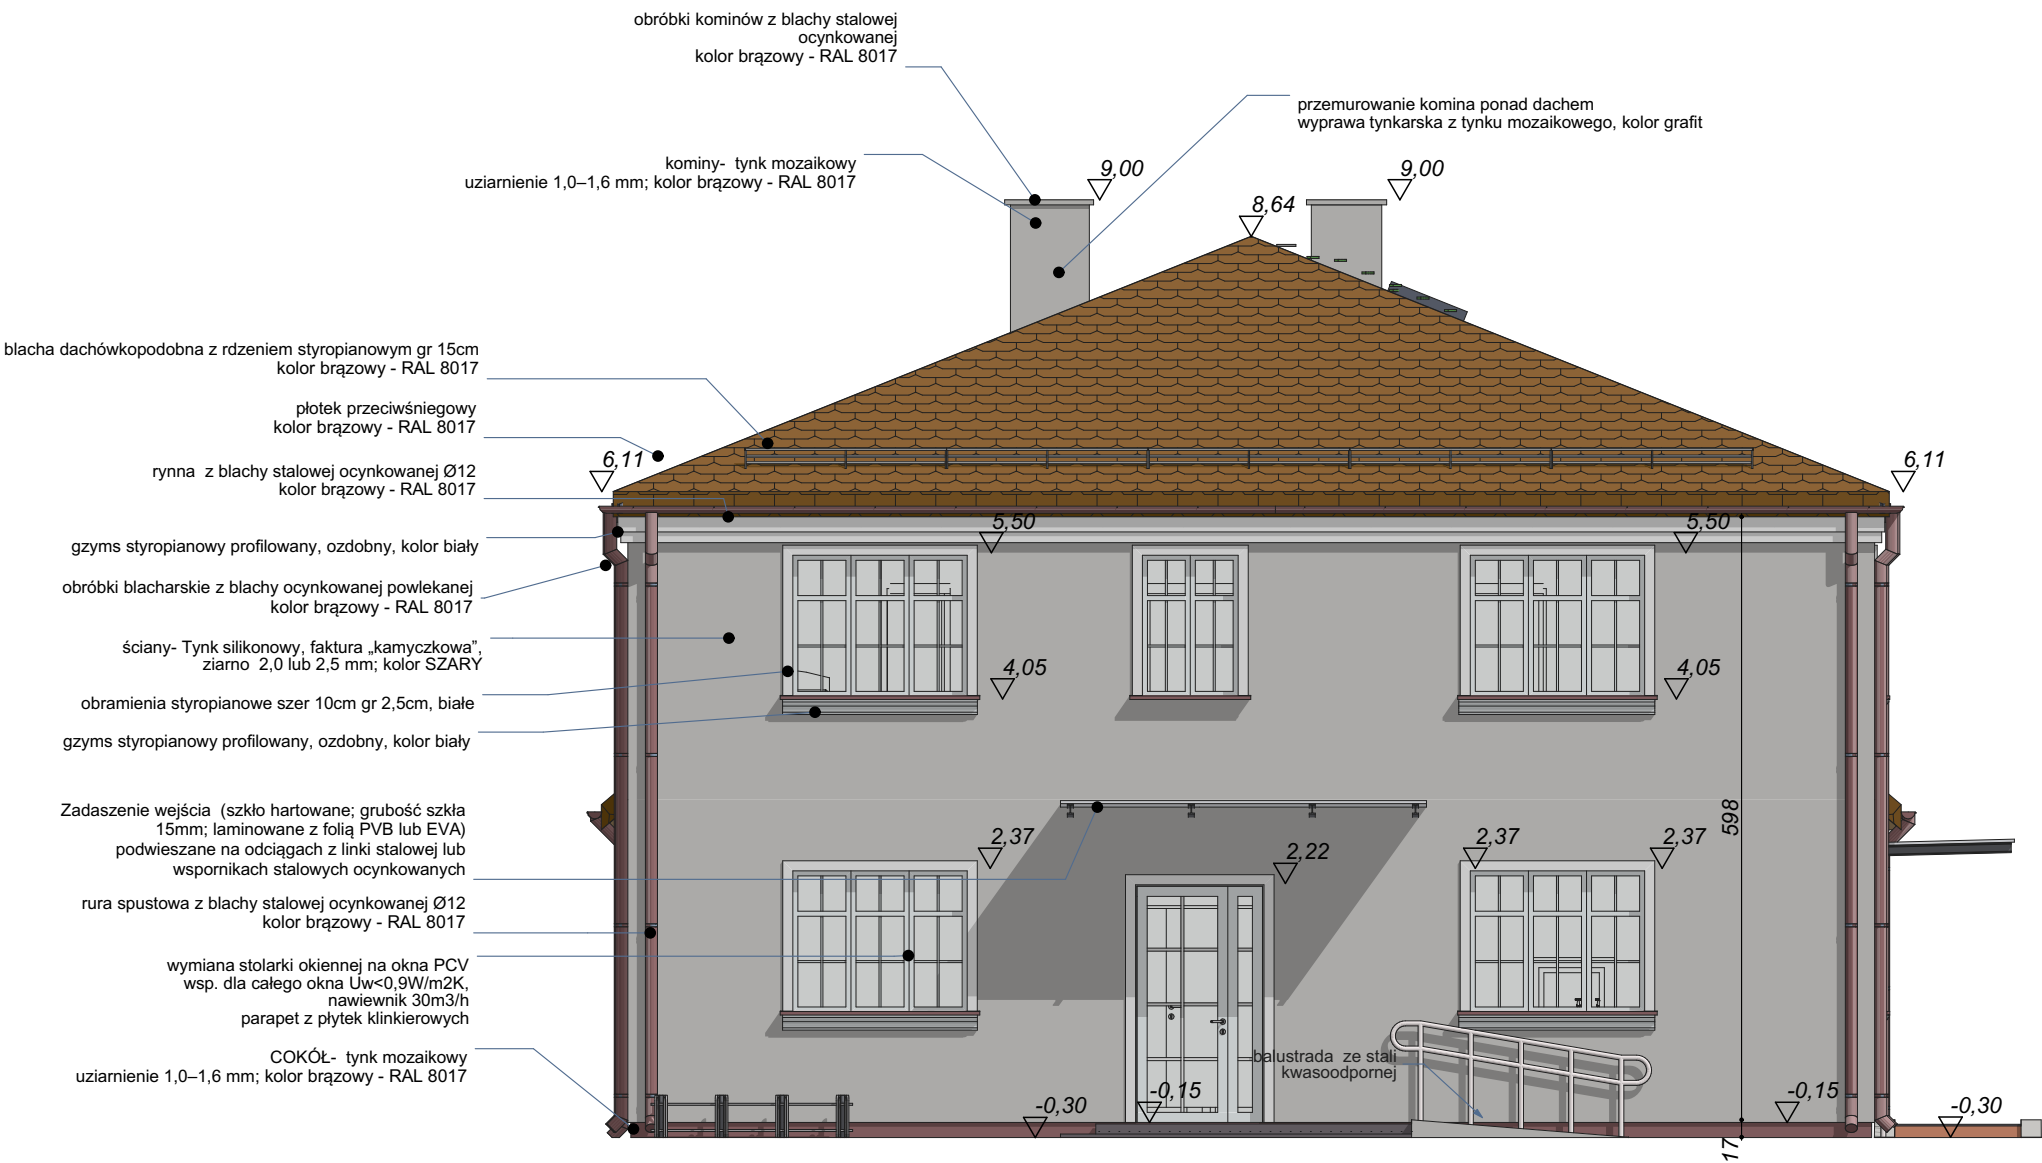 obróbki kominów z blachy stalowej
ocynkowanej
kolor brązowy - RAL 8017
przemurowanie komina ponad dachem
wyprawa tynkarska z tynku mozaikowego, kolor grafit
kominy-  tynk mozaikowy
uziarnienie 1,0–1,6 mm; kolor brązowy - RAL 8017
9,00
9,00
8,64
blacha dachówkopodobna z rdzeniem styropianowym gr 15cm
kolor brązowy - RAL 8017
płotek przeciwśniegowy
kolor brązowy - RAL 8017
6,11
6,11
rynna  z blachy stalowej ocynkowanej Ø12
kolor brązowy - RAL 8017
5,50
5,50
gzyms styropianowy profilowany, ozdobny, kolor biały
obróbki blacharskie z blachy ocynkowanej powlekanej
kolor brązowy - RAL 8017
ściany- Tynk silikonowy, faktura „kamyczkowa”,
ziarno  2,0 lub 2,5 mm; kolor SZARY
4,05
4,05
obramienia styropianowe szer 10cm gr 2,5cm, białe
gzyms styropianowy profilowany, ozdobny, kolor biały
Zadaszenie wejścia  (szkło hartowane; grubość szkła
15mm; laminowane z folią PVB lub EVA)
podwieszane na odciągach z linki stalowej lub
wspornikach stalowych ocynkowanych
598
2,37
2,22
2,37
2,37
rura spustowa z blachy stalowej ocynkowanej Ø12
kolor brązowy - RAL 8017
wymiana stolarki okiennej na okna PCV
wsp. dla całego okna Uw<0,9W/m2K,
nawiewnik 30m3/h
parapet z płytek klinkierowych
COKÓŁ-  tynk mozaikowy
uziarnienie 1,0–1,6 mm; kolor brązowy - RAL 8017
balustrada  ze stali
kwasoodpornej
-0,30
-0,15
-0,15
-0,30
17